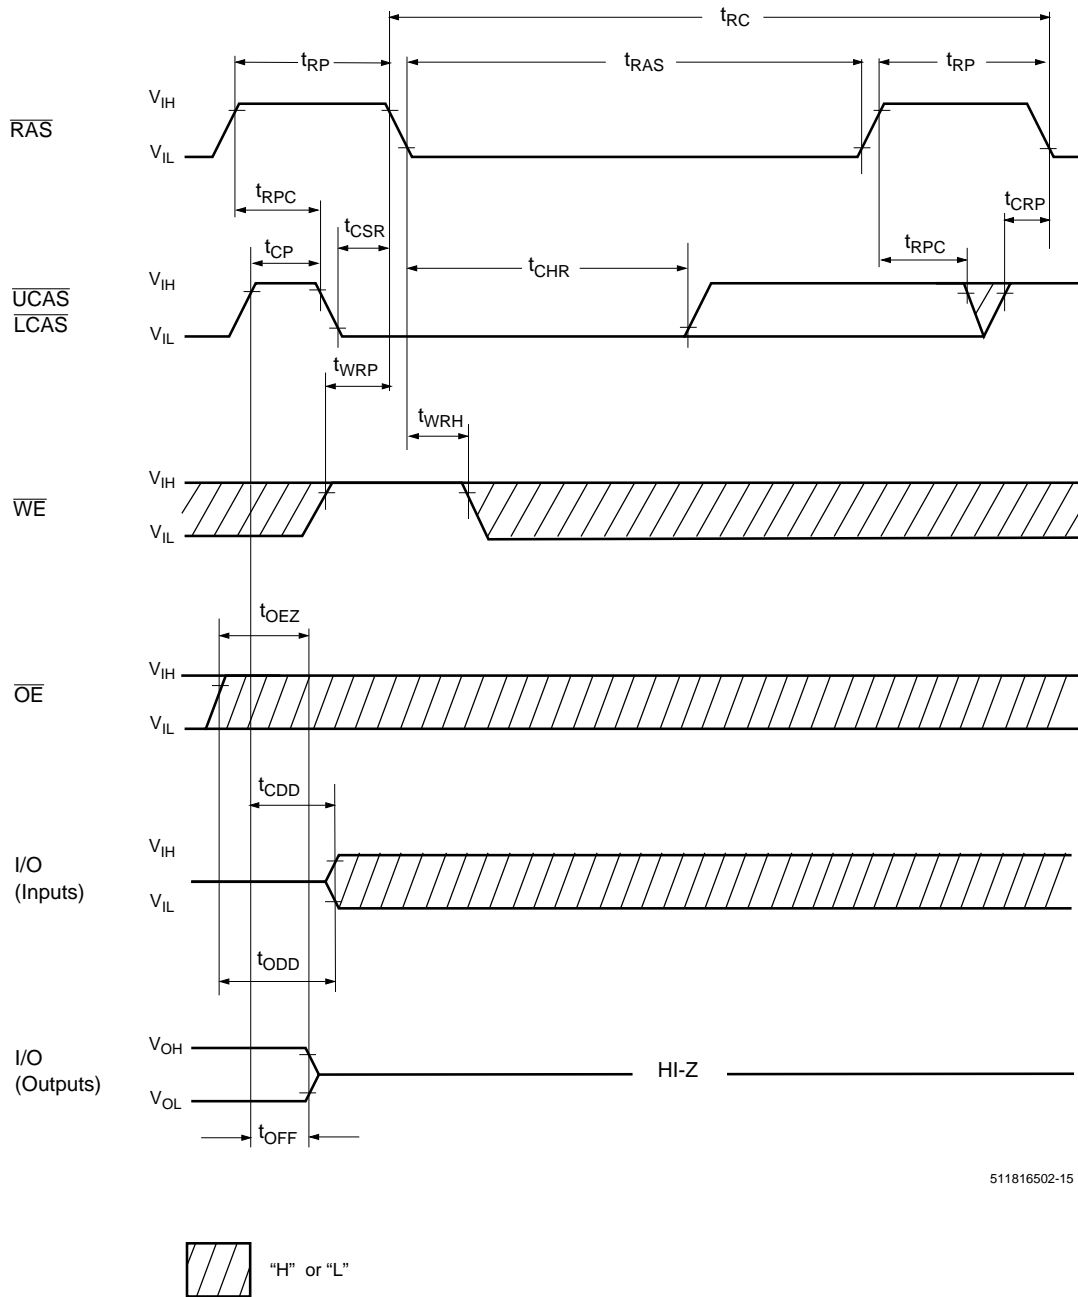 tRC
tRP tRAS tRP
VIH
RAS
VIL
tRPC tCSR tCRP
tCP tCHR tRPC
VIH
UCAS
LCAS
VIL
tWRP
tWRH
VIH
WE
VIL
tOEZ
VIH
OE
VIL
tCDD
VIH
I/O
(Inputs)
VIL
tODD
VOH
I/O
(Outputs)
HI-Z
VOL
tOFF
511816502-15
“H” or “L”